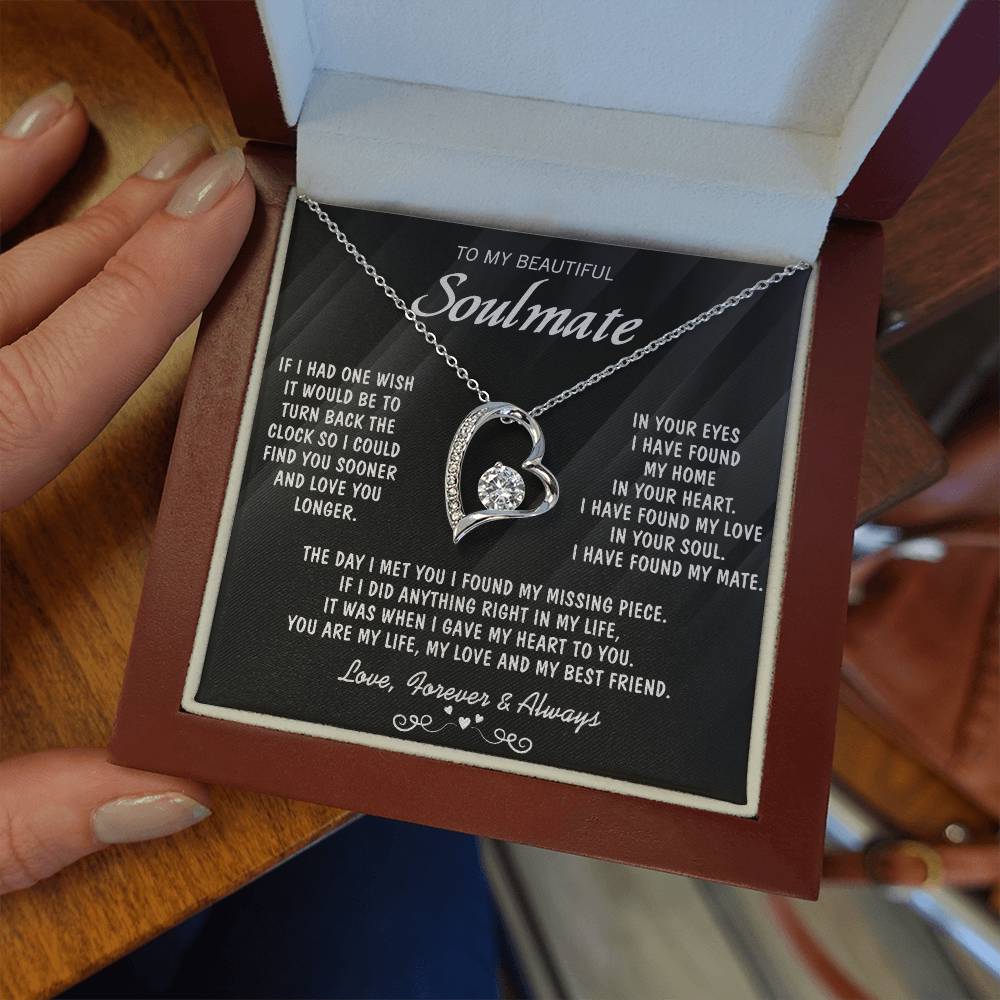 TO MY BEAUTIFUL
Soulmate
IF I HAD ONE WISH
IT WOULD BE TO
TURN BACK THE
CLOCK SO I COULD
FIND YOU SOONER
AND LOVE YOU
LONGER.
IN YOUR EYES
I HAVE FOUND
MY HOME
IN YOUR HEART.
I HAVE FOUND MY LOVE
IN YOUR SOUL.
I HAVE FOUND MY MATE.
THE DAY I MET YOU I FOUND MY MISSING PIECE.
IF I DID ANYTHING RIGHT IN MY LIFE,
IT WAS WHEN I GAVE MY HEART TO YOU.
YOU ARE MY LIFE, MY LOVE AND MY BEST FRIEND.
Love, Forever & Always